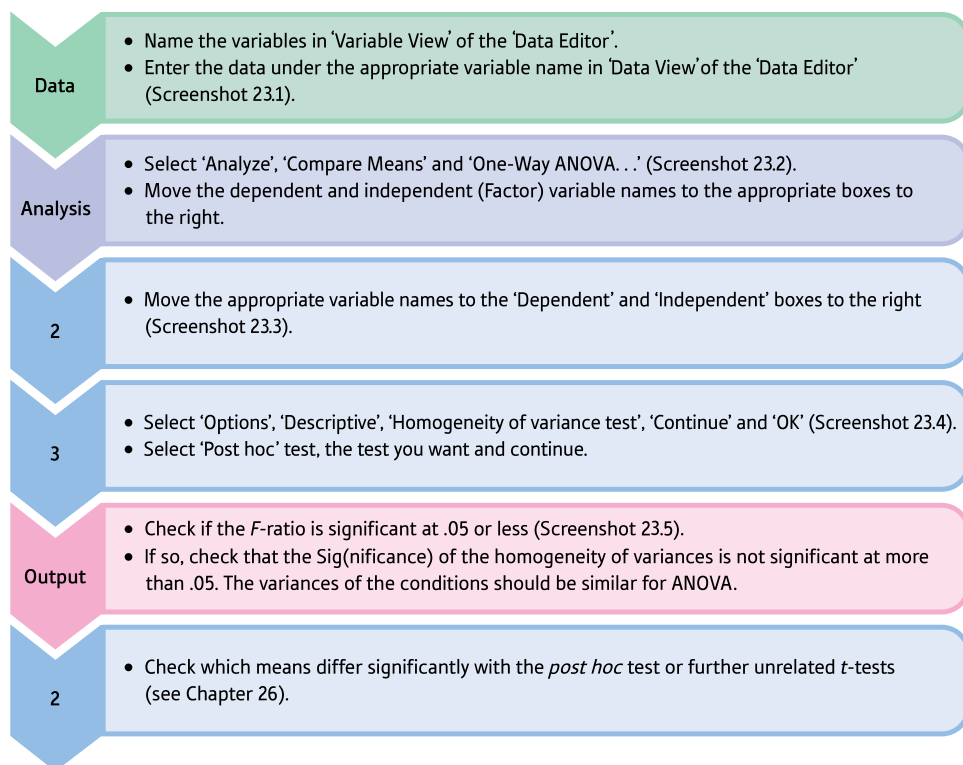 Data
• Name the variables in ‘Variable View’ of the ‘Data Editor’.
• Enter the data under the appropriate variable name in ‘Data View’ of the ‘Data Editor’
(Screenshot 23.1).
Analysis
• Select ‘Analyze’, ‘Compare Means’ and ‘One-Way ANOVA. . .’ (Screenshot 23.2).
• Move the dependent and independent (Factor) variable names to the appropriate boxes to
the right.
2
• Move the appropriate variable names to the ‘Dependent’ and ‘Independent’ boxes to the right
(Screenshot 23.3).
3
• Select ‘Options’, ‘Descriptive’, ‘Homogeneity of variance test’, ‘Continue’ and ‘OK’ (Screenshot 23.4).
• Select ‘Post hoc’ test, the test you want and continue.
Output
• Check if the F-ratio is significant at .05 or less (Screenshot 23.5).
• If so, check that the Sig(nificance) of the homogeneity of variances is not significant at more
than .05. The variances of the conditions should be similar for ANOVA.
2
• Check which means differ significantly with the post hoc test or further unrelated t-tests
(see Chapter 26).